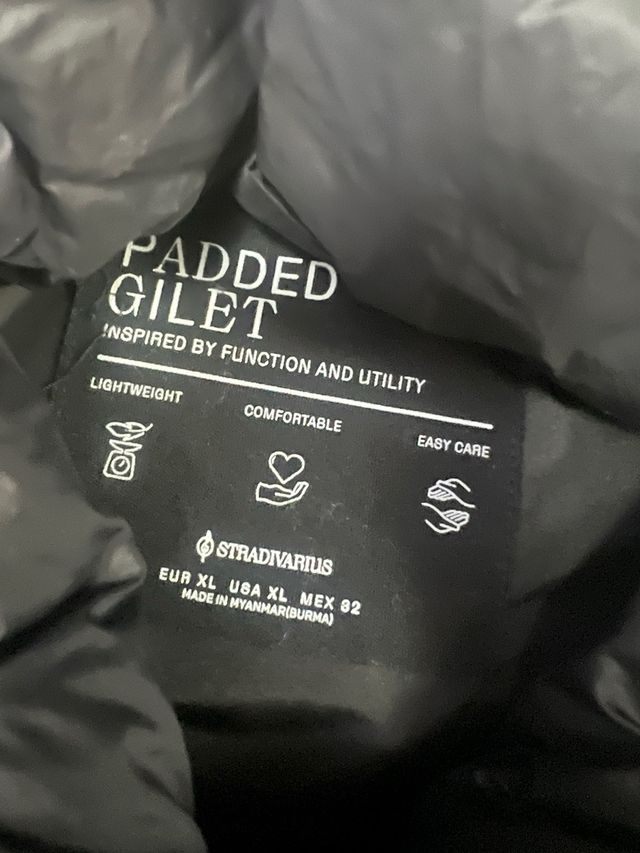 PADDED
GILET
INSPIRED BY FUNCTION AND UTILITY
LIGHTWEIGHT
COMFORTABLE
EASY CARE
STRADIVARIUS
EUR XL USA XL MEX 32
MADE IN MYANMAR(BURMA)